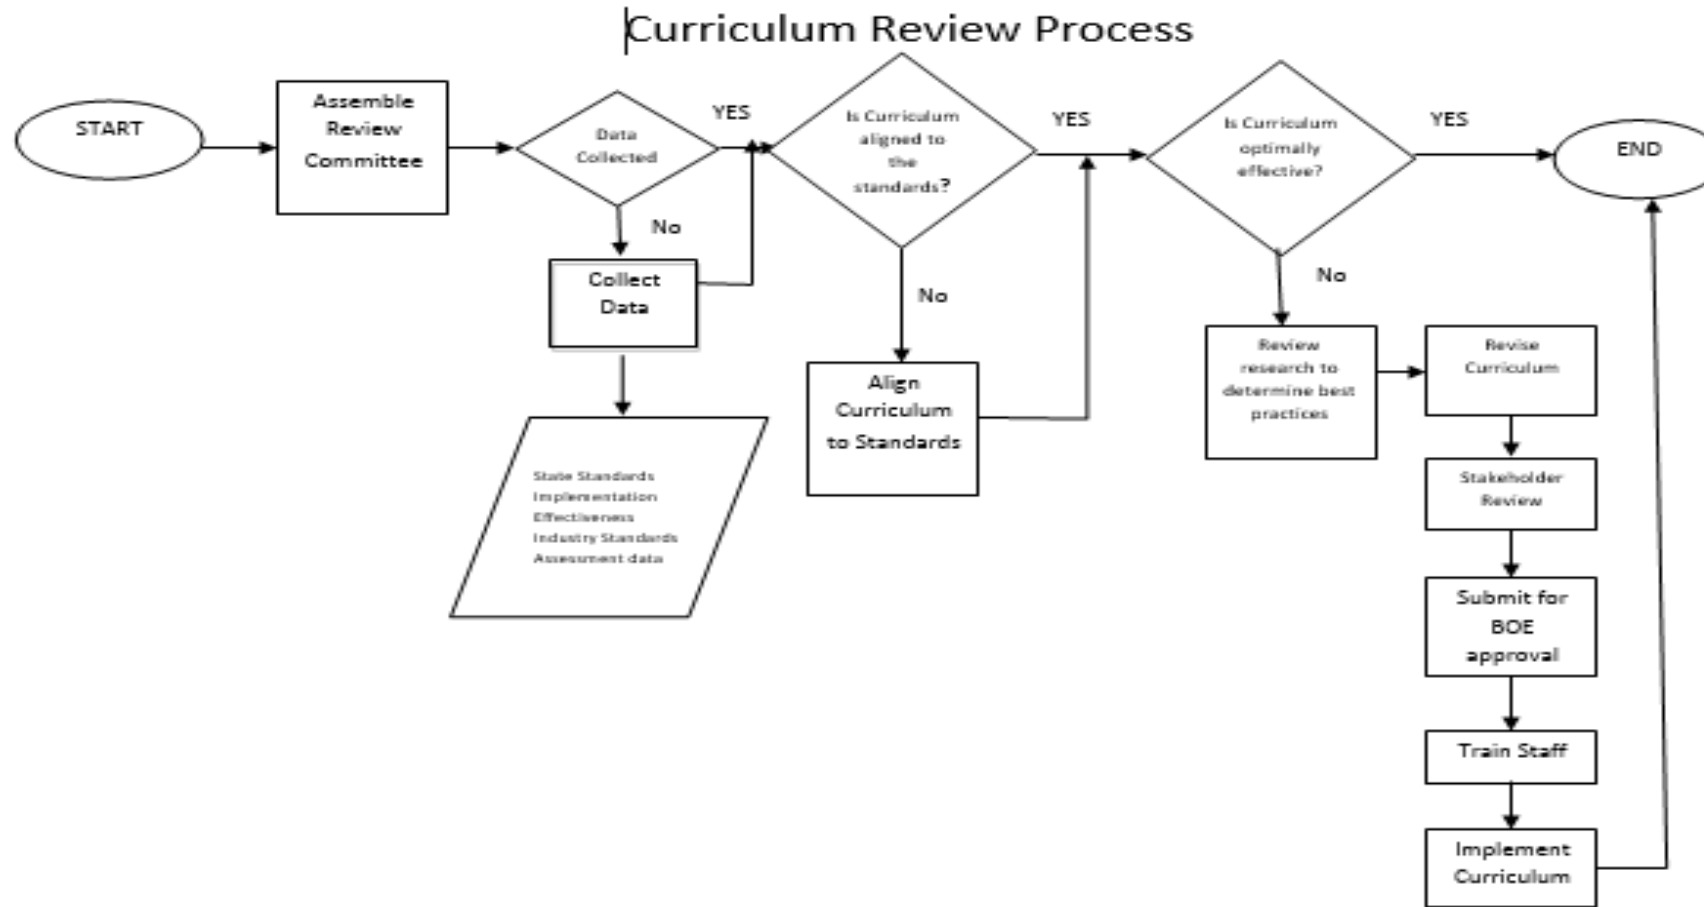 Curriculum Review Process
START
Assemble
Review
Committee
Data
Collected
YES
No
Collect
Data
State Standards
Implementation
Effectiveness
Industry Standards
Assessment data
Is Curriculum
aligned to
the
standards?
YES
No
Align
Curriculum
to Standards
Is Curriculum
optimally
effective?
YES
No
Review
research to
determine best
practices
Revise
Curriculum
Stakeholder
Review
Submit for
BOE
approval
Train Staff
Implement
Curriculum
END